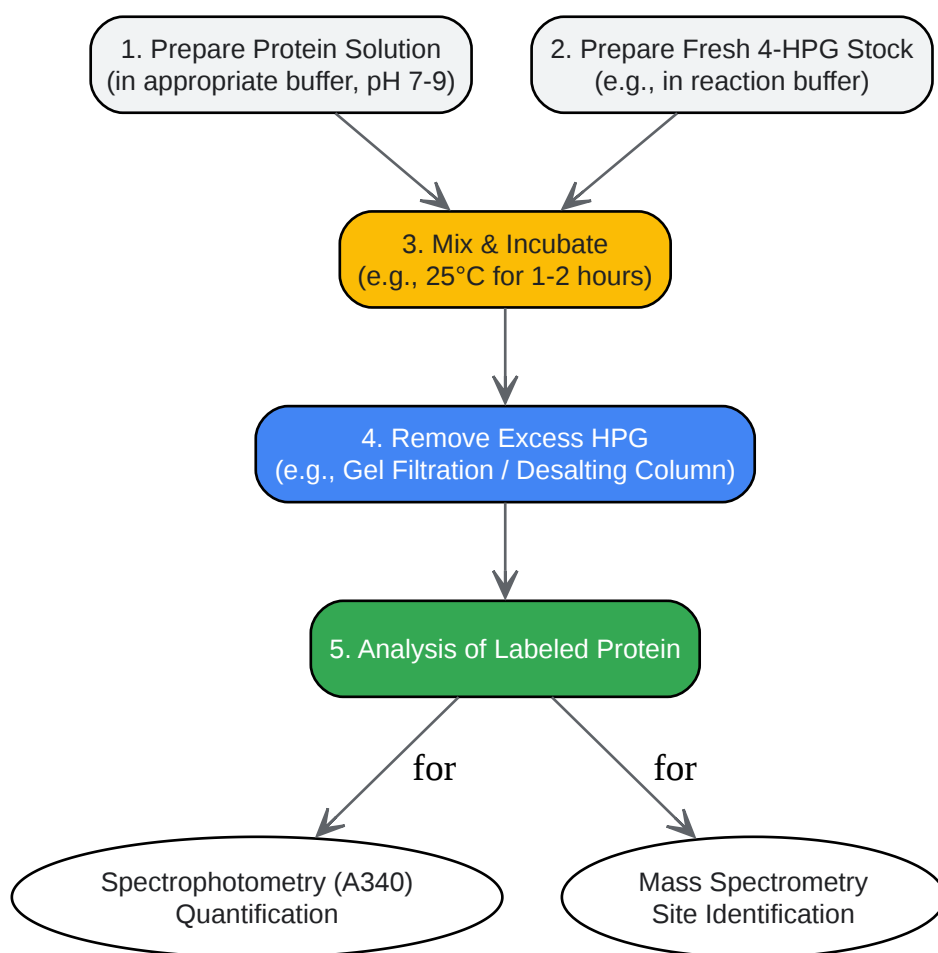 1. Prepare Protein Solution
(in appropriate buffer, pH 7-9)
2. Prepare Fresh 4-HPG Stock
(e.g., in reaction buffer)
3. Mix & Incubate
(e.g., 25°C for 1-2 hours)
4. Remove Excess HPG
(e.g., Gel Filtration / Desalting Column)
5. Analysis of Labeled Protein
for
for
Spectrophotometry (A340)
Quantification
Mass Spectrometry
Site Identification